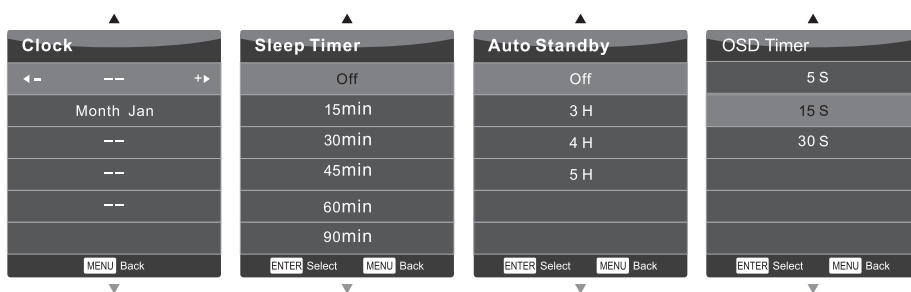 Clock
-- +
Month Jan
--
--
--
MENU Back
Sleep Timer
Off
15min
30min
45min
60min
90min
ENTER Select MENU Back
Auto Standby
Off
3 H
4 H
5 H
ENTER Select MENU Back
OSD Timer
5 S
15 S
30 S
ENTER Select MENU Back